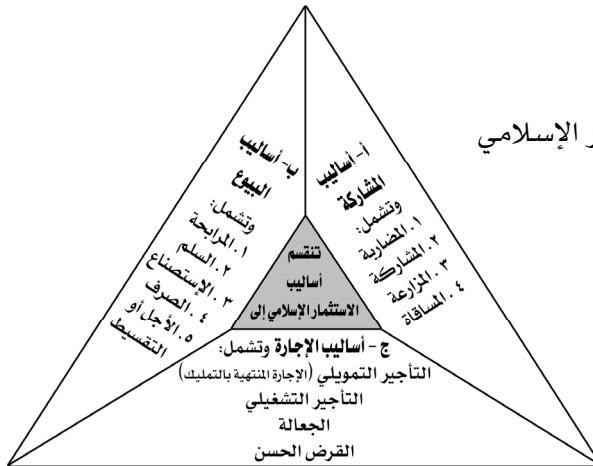 ر الإسلامي
تنقسم
أساليب
الاستثمار الإسلامي إلى
أ- أساليب
المشاركة
وتشمل:
١. المضاربة
٢. المشاركة
٣. المزارعة
٤. المساقاة
ب- أساليب
البيوع
وتشمل:
١. المرابحة
٢. السلم
٣. الإستصناع
٤. الصرف
٥. الأجل أو
التقسيط
ج - أساليب الإجارة وتشمل:
التأجير التمويلي (الإجارة المنتهية بالتمليك)
التأجير التشغيلي
الجعالة
القرض الحسن